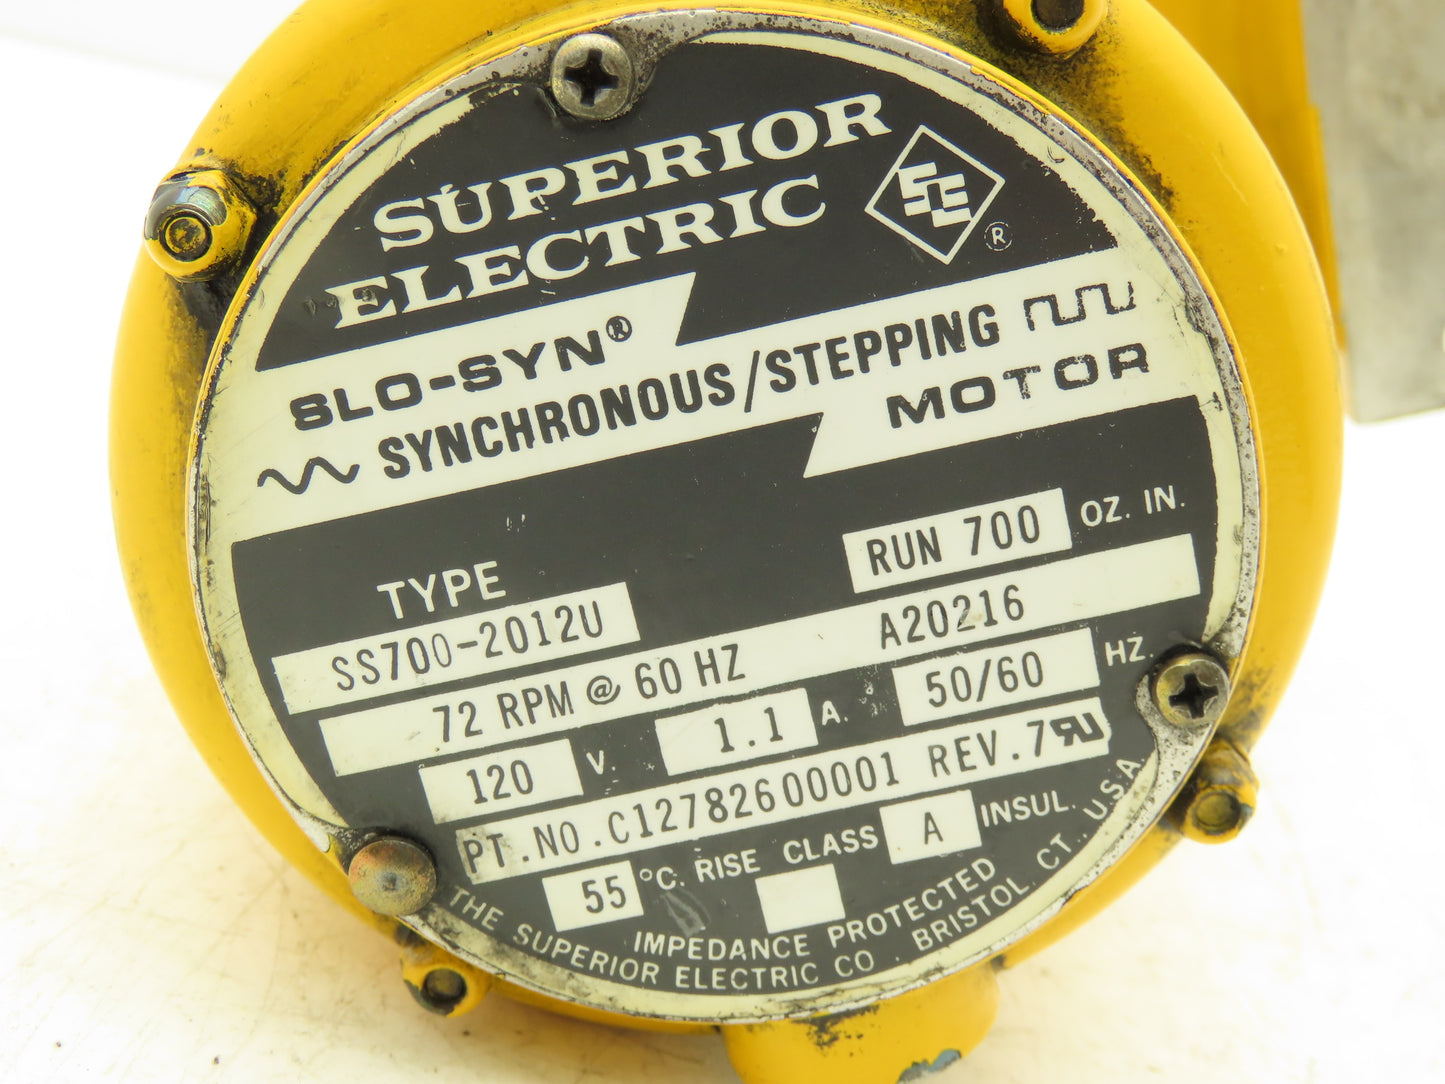 SUPERIOR
ELECTRIC
SE ®
SLO-SYN®
SYNCHRONOUS/STEPPING
MOTOR
RUN 700 OZ. IN.
TYPE
SS700-2012U
72 RPM @ 60 HZ A20216
120 V. 1.1 A. 50/60 HZ.
PT.NO.C12782600001 REV.7 RU
55 °C. RISE CLASS A INSUL.
IMPEDANCE PROTECTED
THE SUPERIOR ELECTRIC CO. BRISTOL, CT., U.S.A.